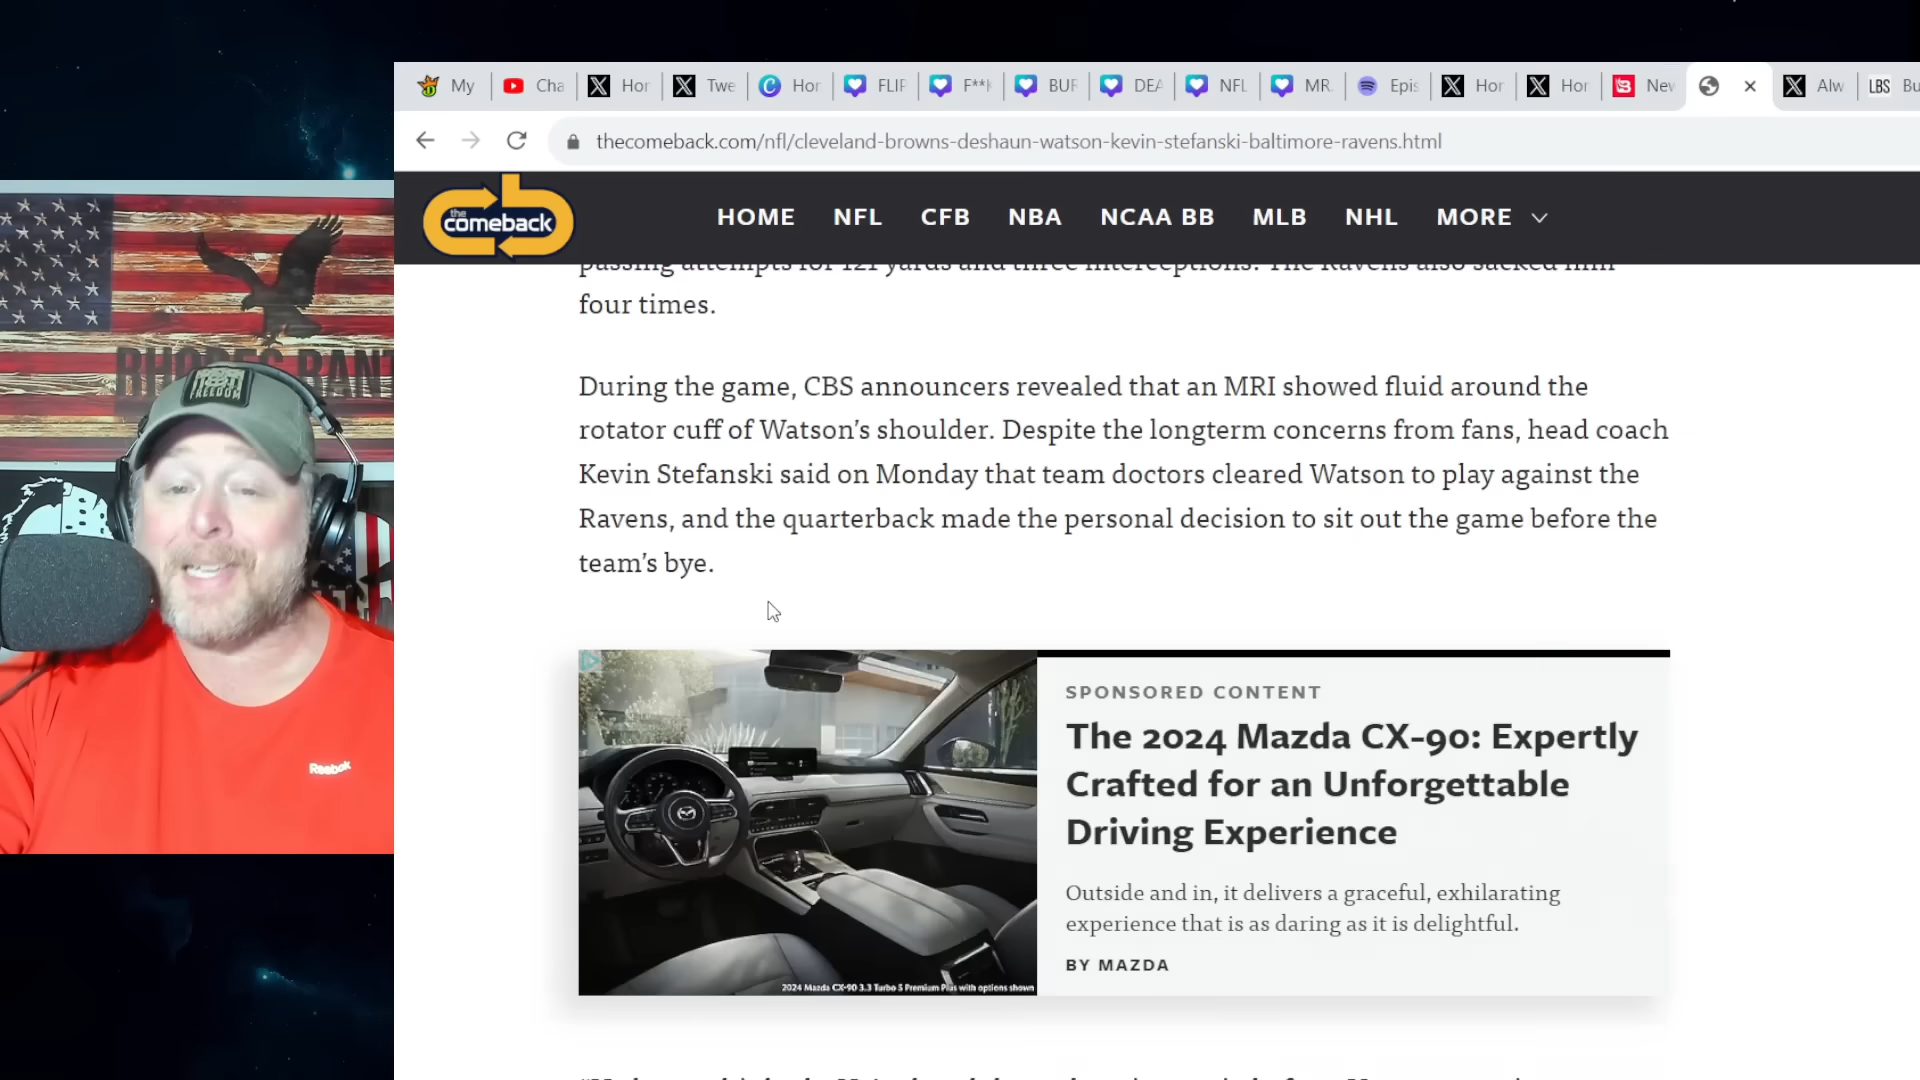 My
Cha
Hor
Twe
Hor
FLIF
F**k
BUF
DEA
NFL
MR.
Epis
Hor
Hor
Nev
Alw
LBS
Bu
thecomeback.com/nfl/cleveland-browns-deshaun-watson-kevin-stefanski-baltimore-ravens.html
the comeback
HOME NFL CFB NBA NCAA BB MLB NHL MORE
passing attempts for 121 yards and three interceptions. The Ravens also sacked him
four times.
During the game, CBS announcers revealed that an MRI showed fluid around the
rotator cuff of Watson’s shoulder. Despite the longterm concerns from fans, head coach
Kevin Stefanski said on Monday that team doctors cleared Watson to play against the
Ravens, and the quarterback made the personal decision to sit out the game before the
team’s bye.
SPONSORED CONTENT
The 2024 Mazda CX-90: Expertly
Crafted for an Unforgettable
Driving Experience
Outside and in, it delivers a graceful, exhilarating
experience that is as daring as it is delightful.
BY MAZDA
2024 Mazda CX-90 3.3 Turbo S Premium Plus with options shown
RHODES RANT
FREEDOM
Reebok